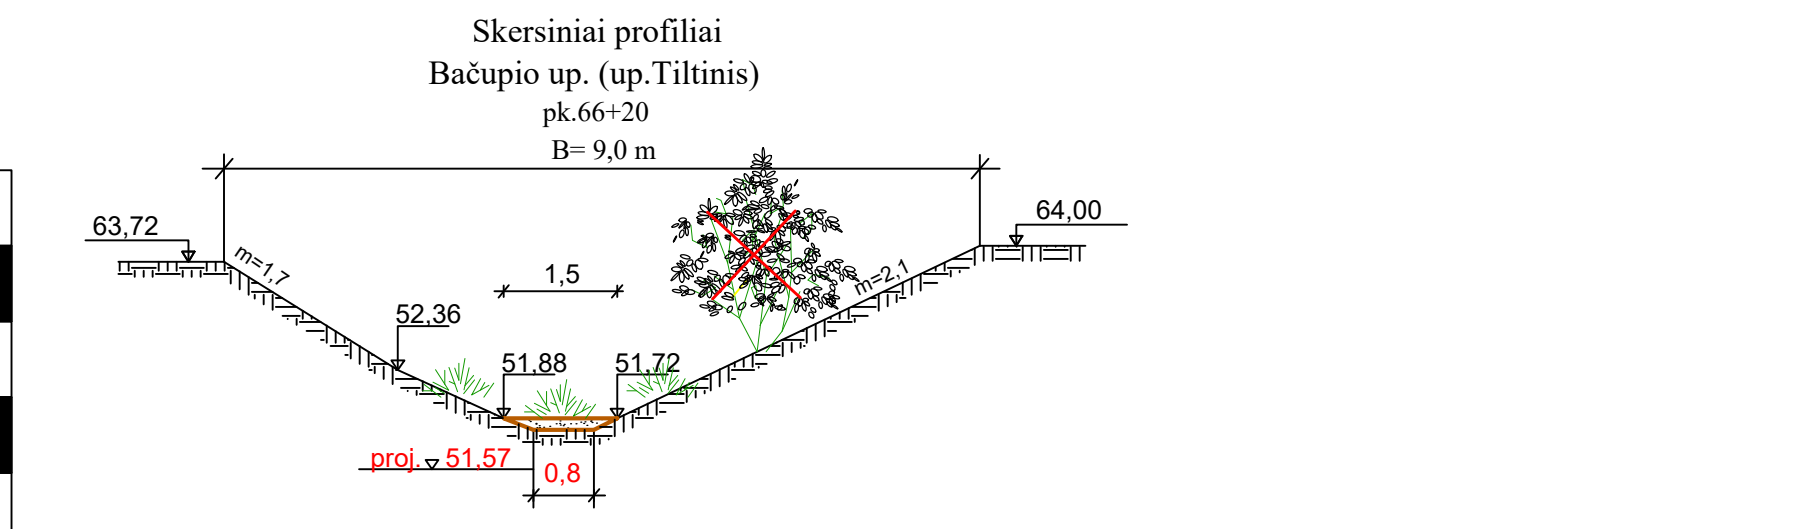 Skersiniai profiliai
Bačupio up. (up.Tiltinis)
pk.66+20
B= 9,0 m
63,72
64,00
m=1,7
1,5
m=2,1
52,36
51,88
51,72
proj. 51,57
0,8